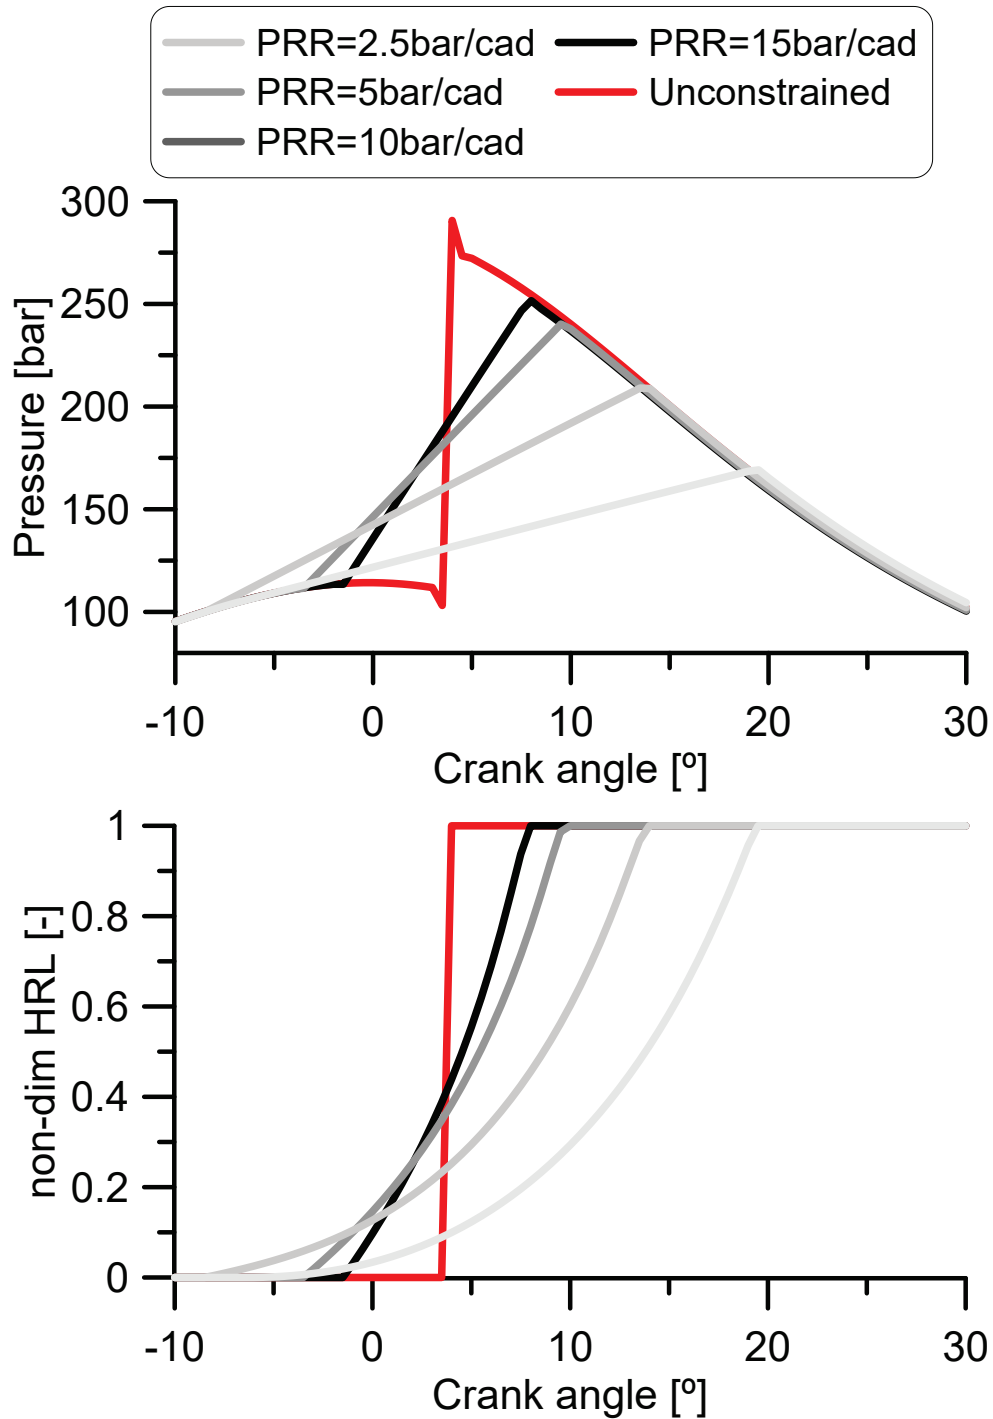 PRR=2.5bar/cad
PRR=15bar/cad
PRR=5bar/cad
Unconstrained
PRR=10bar/cad
300
250
200
150
100
Pressure [bar]
-10 0 10 20 30
Crank angle [º]
1
0.8
0.6
0.4
0.2
0
non-dim HRL [-]
-10 0 10 20 30
Crank angle [º]